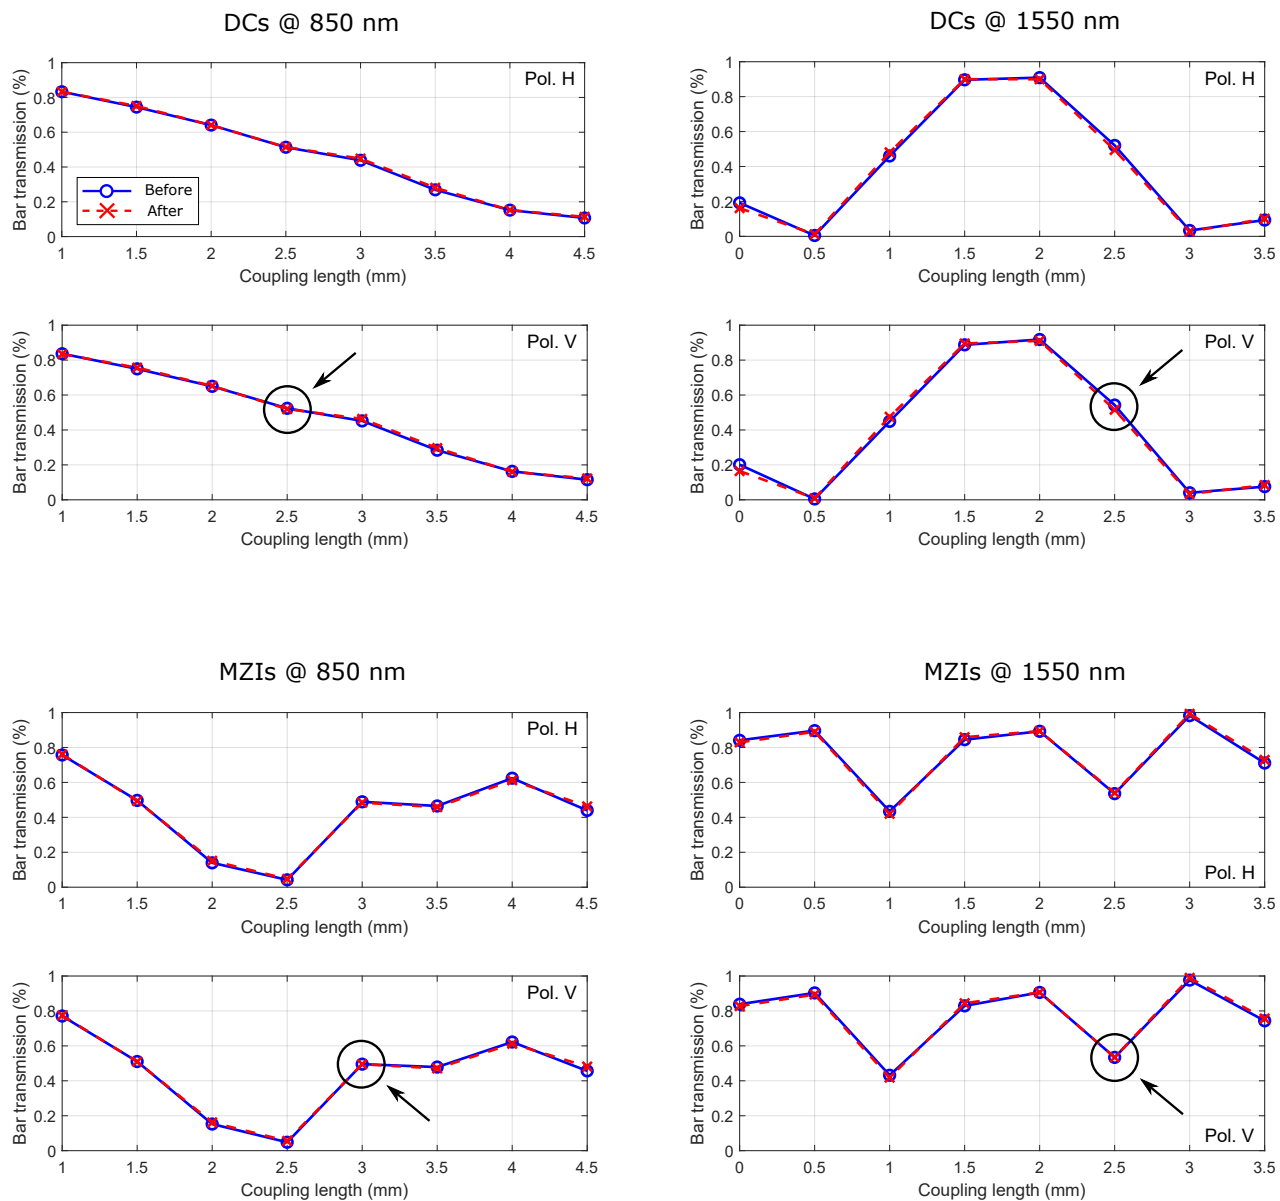 DCs @ 850 nm
Bar transmission (%)
1
0.8
0.6
0.4
0.2
0
Pol. H
Before
After
1 1.5 2 2.5 3 3.5 4 4.5
Coupling length (mm)
DCs @ 1550 nm
Bar transmission (%)
1
0.8
0.6
0.4
0.2
0
Pol. H
0 0.5 1 1.5 2 2.5 3 3.5
Coupling length (mm)
Bar transmission (%)
1
0.8
0.6
0.4
0.2
0
Pol. V
1 1.5 2 2.5 3 3.5 4 4.5
Coupling length (mm)
Bar transmission (%)
1
0.8
0.6
0.4
0.2
0
Pol. V
0 0.5 1 1.5 2 2.5 3 3.5
Coupling length (mm)
MZIs @ 850 nm
Bar transmission (%)
1
0.8
0.6
0.4
0.2
0
Pol. H
1 1.5 2 2.5 3 3.5 4 4.5
Coupling length (mm)
MZIs @ 1550 nm
Bar transmission (%)
1
0.8
0.6
0.4
0.2
0
Pol. H
0 0.5 1 1.5 2 2.5 3 3.5
Coupling length (mm)
Bar transmission (%)
1
0.8
0.6
0.4
0.2
0
Pol. V
1 1.5 2 2.5 3 3.5 4 4.5
Coupling length (mm)
Bar transmission (%)
1
0.8
0.6
0.4
0.2
0
Pol. V
0 0.5 1 1.5 2 2.5 3 3.5
Coupling length (mm)